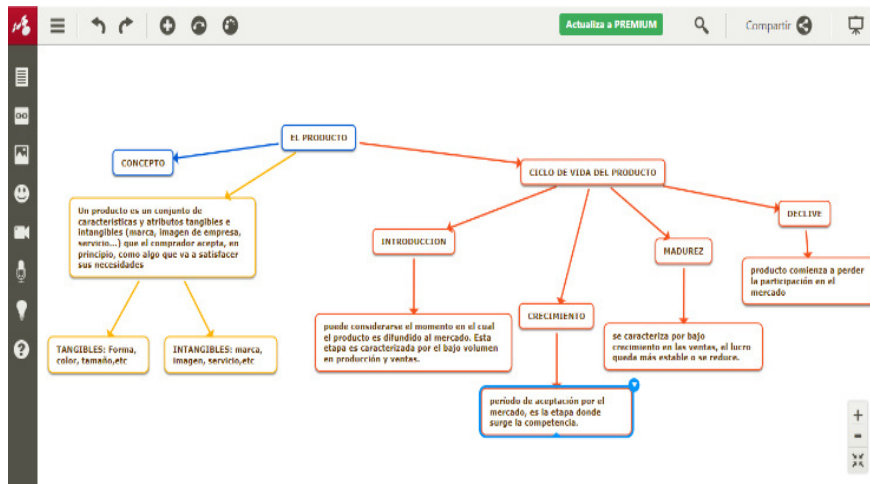 Actualiza a PREMIUM
Compartir
EL PRODUCTO
CONCEPTO
CICLO DE VIDA DEL PRODUCTO
Un producto es un conjunto de
características y atributos tangibles e
intangibles (marca, imagen de empresa,
servicio...) que el comprador acepta, en
principio, como algo que va a satisfacer
sus necesidades
TANGIBLES: Forma,
color, tamaño,etc
INTANGIBLES: marca,
imagen, servicio,etc
INTRODUCCION
puede considerarse el momento en el cual
el producto es difundido al mercado. Esta
etapa es caracterizada por el bajo volumen
en producción y ventas.
CRECIMIENTO
período de aceptación por el
mercado, es la etapa donde
surge la competencia.
MADUREZ
se caracteriza por bajo
crecimiento en las ventas, el lucro
queda más estable o se reduce.
DECLIVE
producto comienza a perder
la participación en el
mercado